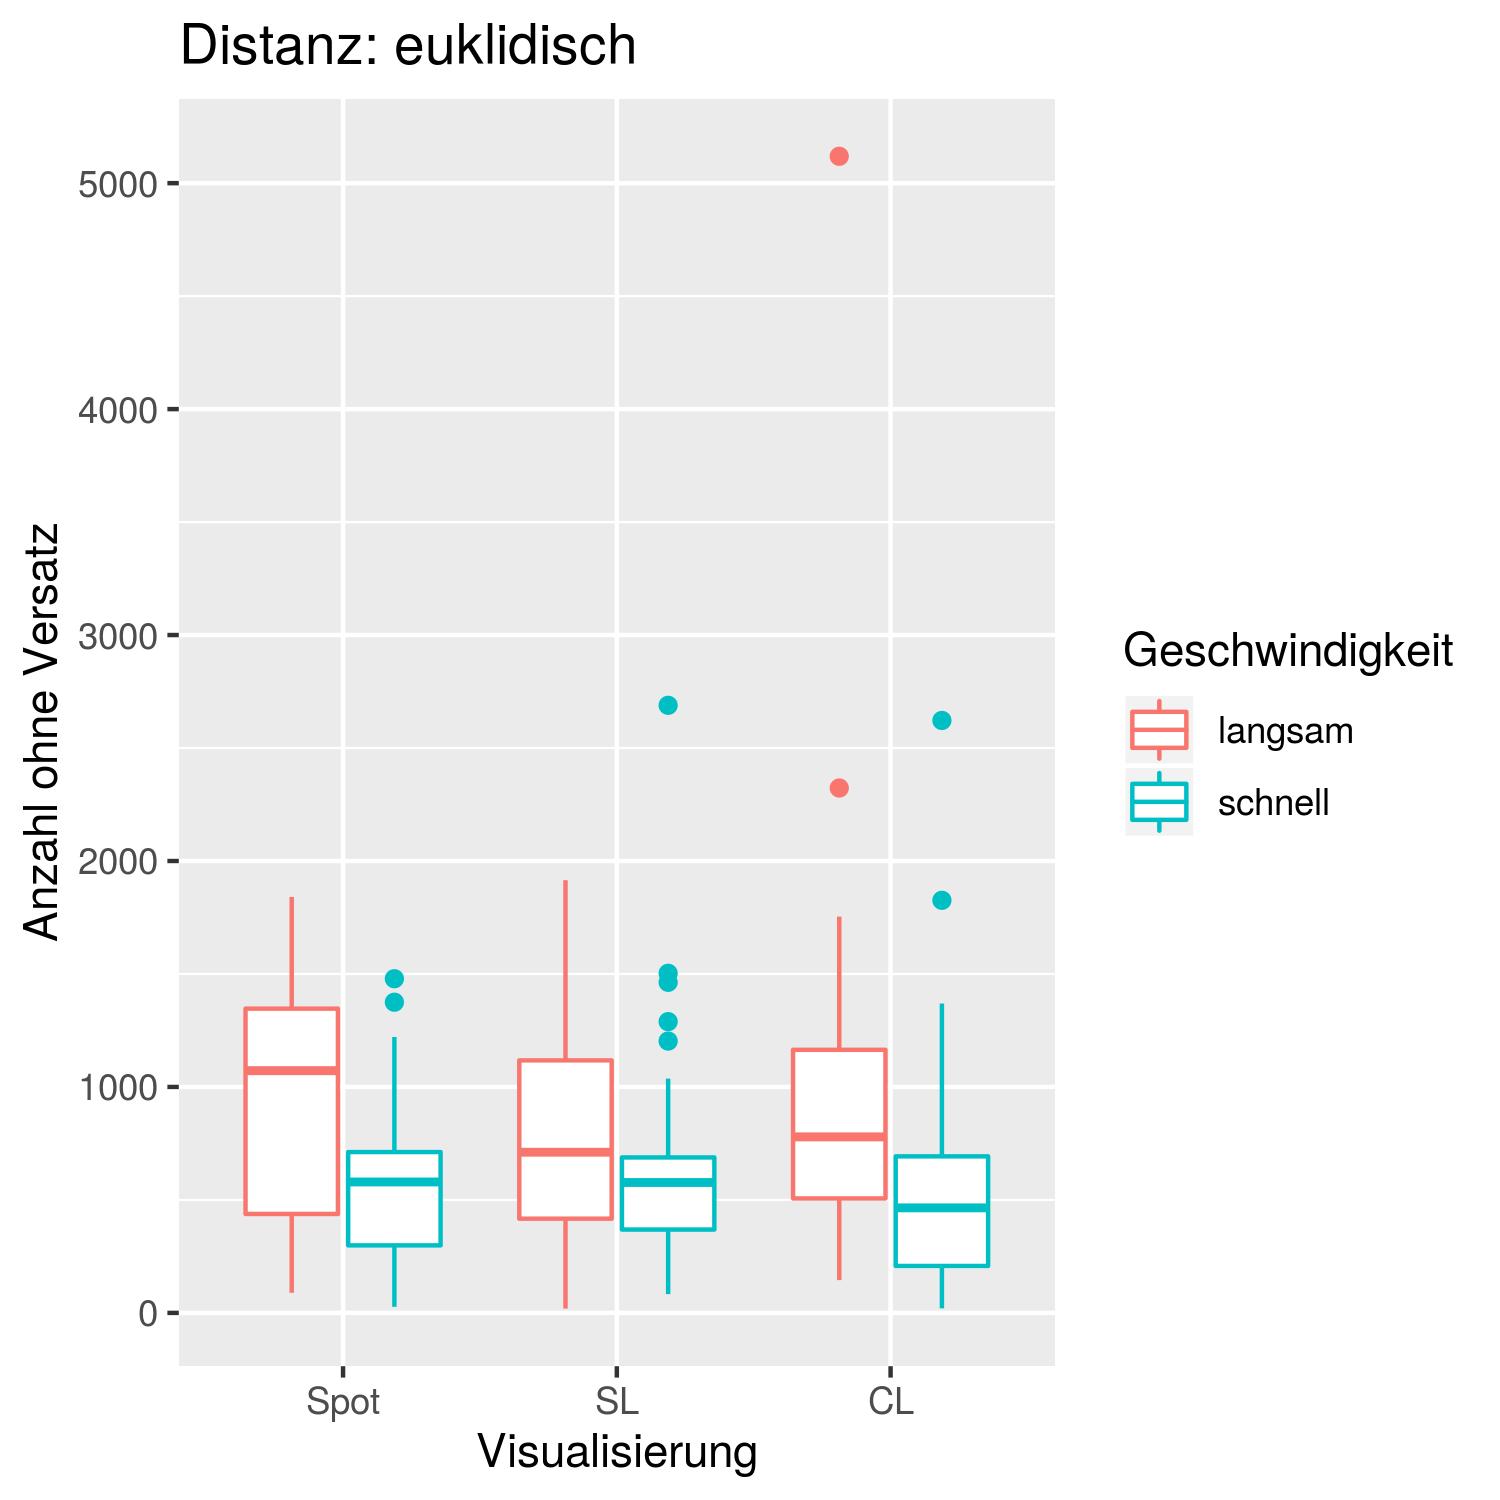 Distanz: euklidisch
Anzahl ohne Versatz
5000
4000
3000
2000
1000
0
Spot SL CL
Visualisierung
Geschwindigkeit
langsam
schnell